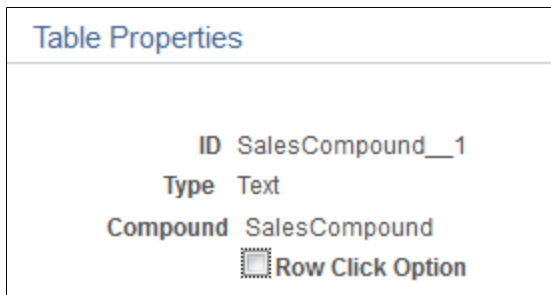 Table Properties
ID SalesCompound__1
Type Text
Compound SalesCompound
Row Click Option